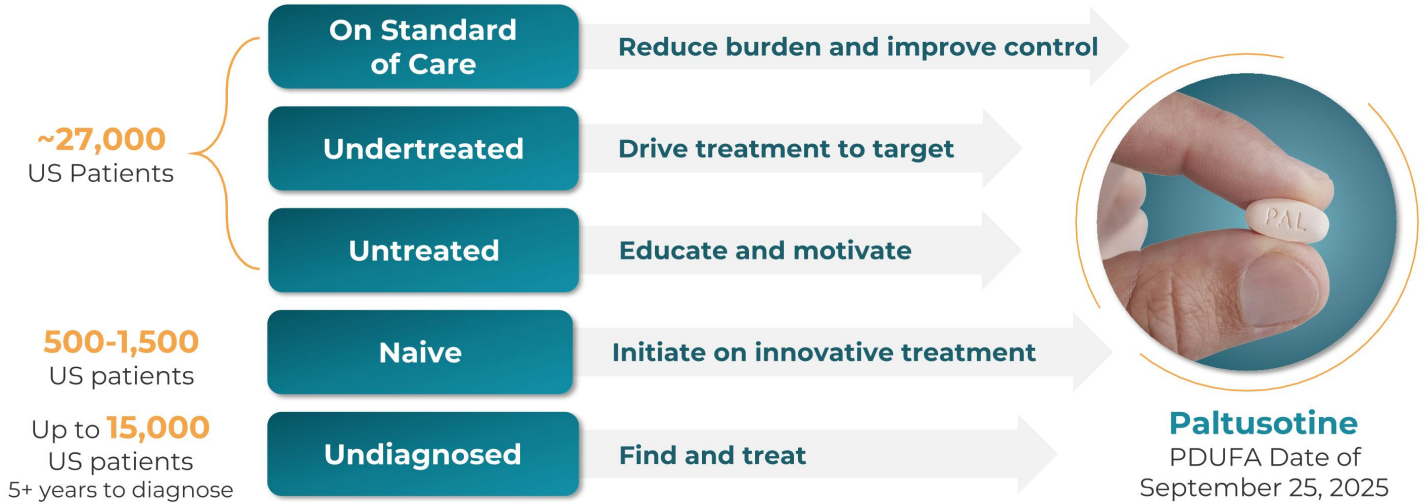 On Standard
of Care
Reduce burden and improve control
~27,000
US Patients
Undertreated
Drive treatment to target
Untreated
Educate and motivate
PAL
500-1,500
US patients
Naive
Initiate on innovative treatment
Up to 15,000
US patients
5+ years to diagnose
Undiagnosed
Find and treat
Paltusotine
PDUFA Date of
September 25, 2025